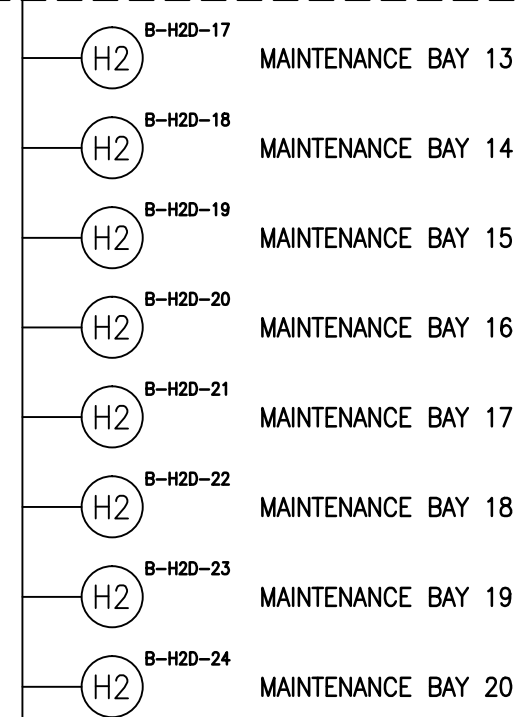 B-H2D-17
H2 MAINTENANCE BAY 13
B-H2D-18
H2 MAINTENANCE BAY 14
B-H2D-19
H2 MAINTENANCE BAY 15
B-H2D-20
H2 MAINTENANCE BAY 16
B-H2D-21
H2 MAINTENANCE BAY 17
B-H2D-22
H2 MAINTENANCE BAY 18
B-H2D-23
H2 MAINTENANCE BAY 19
B-H2D-24
H2 MAINTENANCE BAY 20